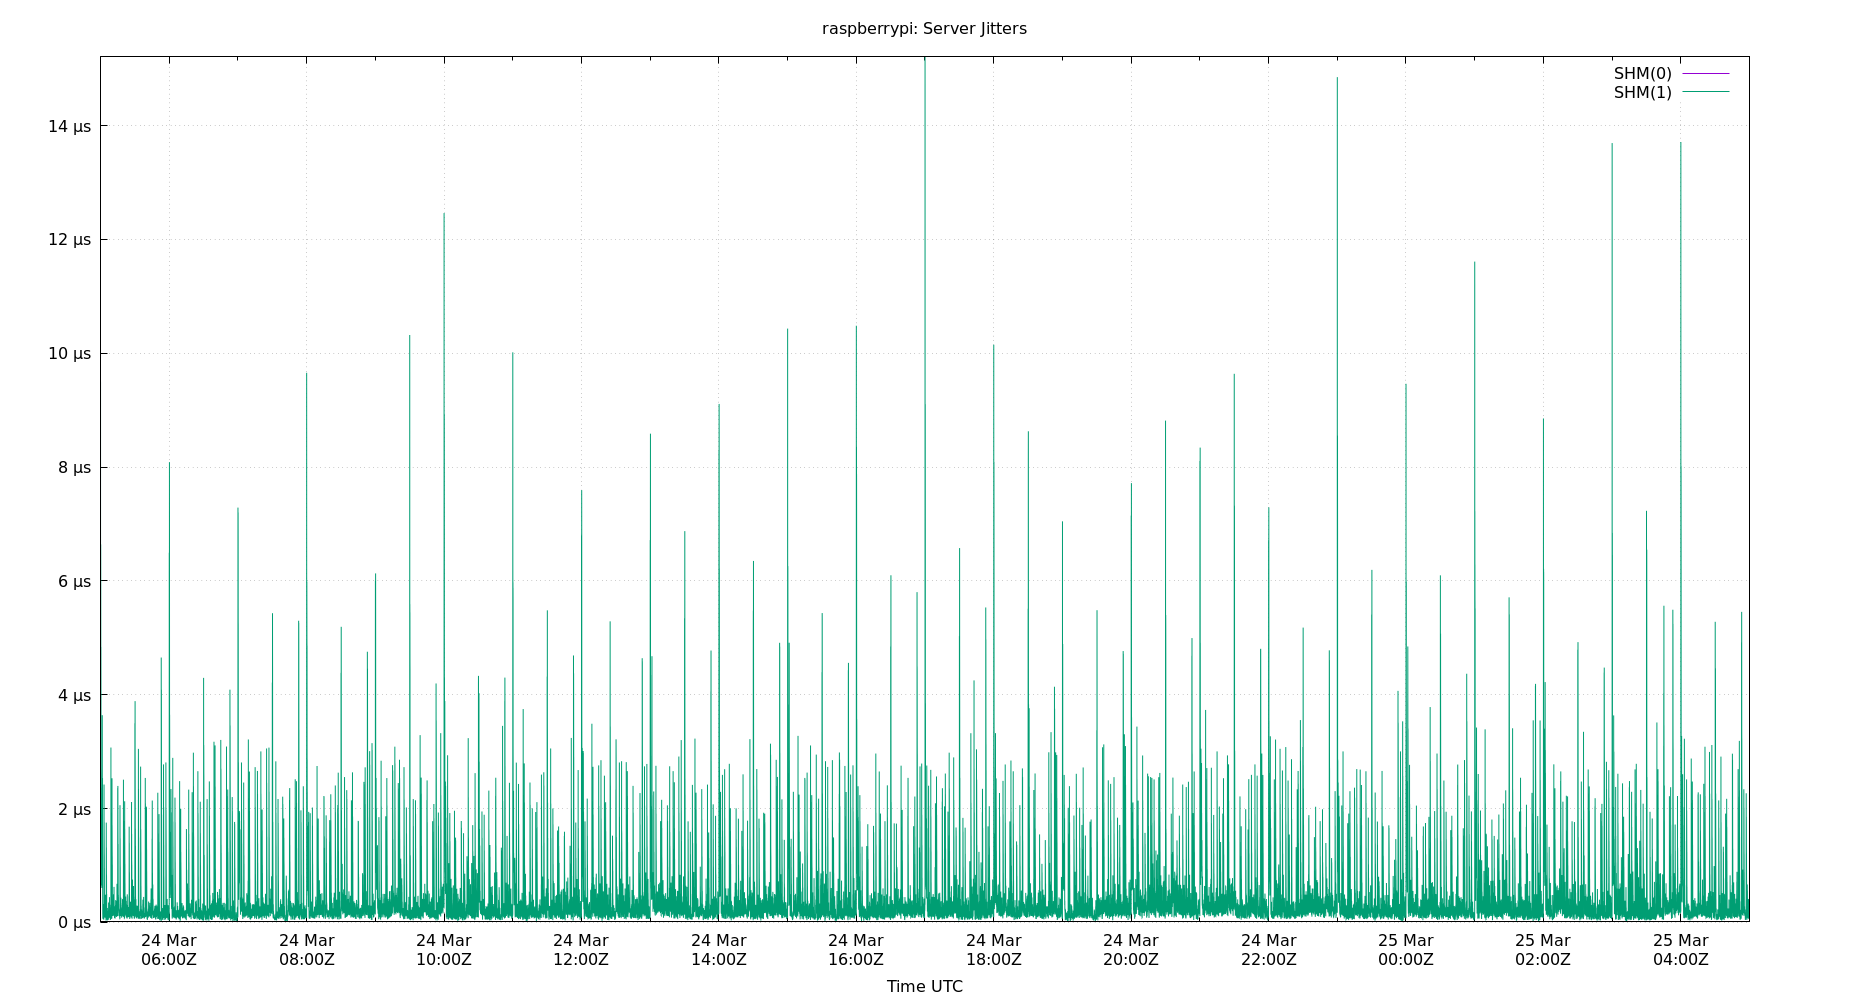 raspberrypi: Server Jitters
SHM(0)
SHM(1)
14 µs
12 µs
10 µs
8 µs
6 µs
4 µs
2 µs
0 µs
24 Mar 24 Mar 24 Mar 24 Mar 24 Mar 24 Mar 24 Mar 24 Mar 24 Mar 25 Mar 25 Mar 25 Mar
06:00Z 08:00Z 10:00Z 12:00Z 14:00Z 16:00Z 18:00Z 20:00Z 22:00Z 00:00Z 02:00Z 04:00Z
Time UTC